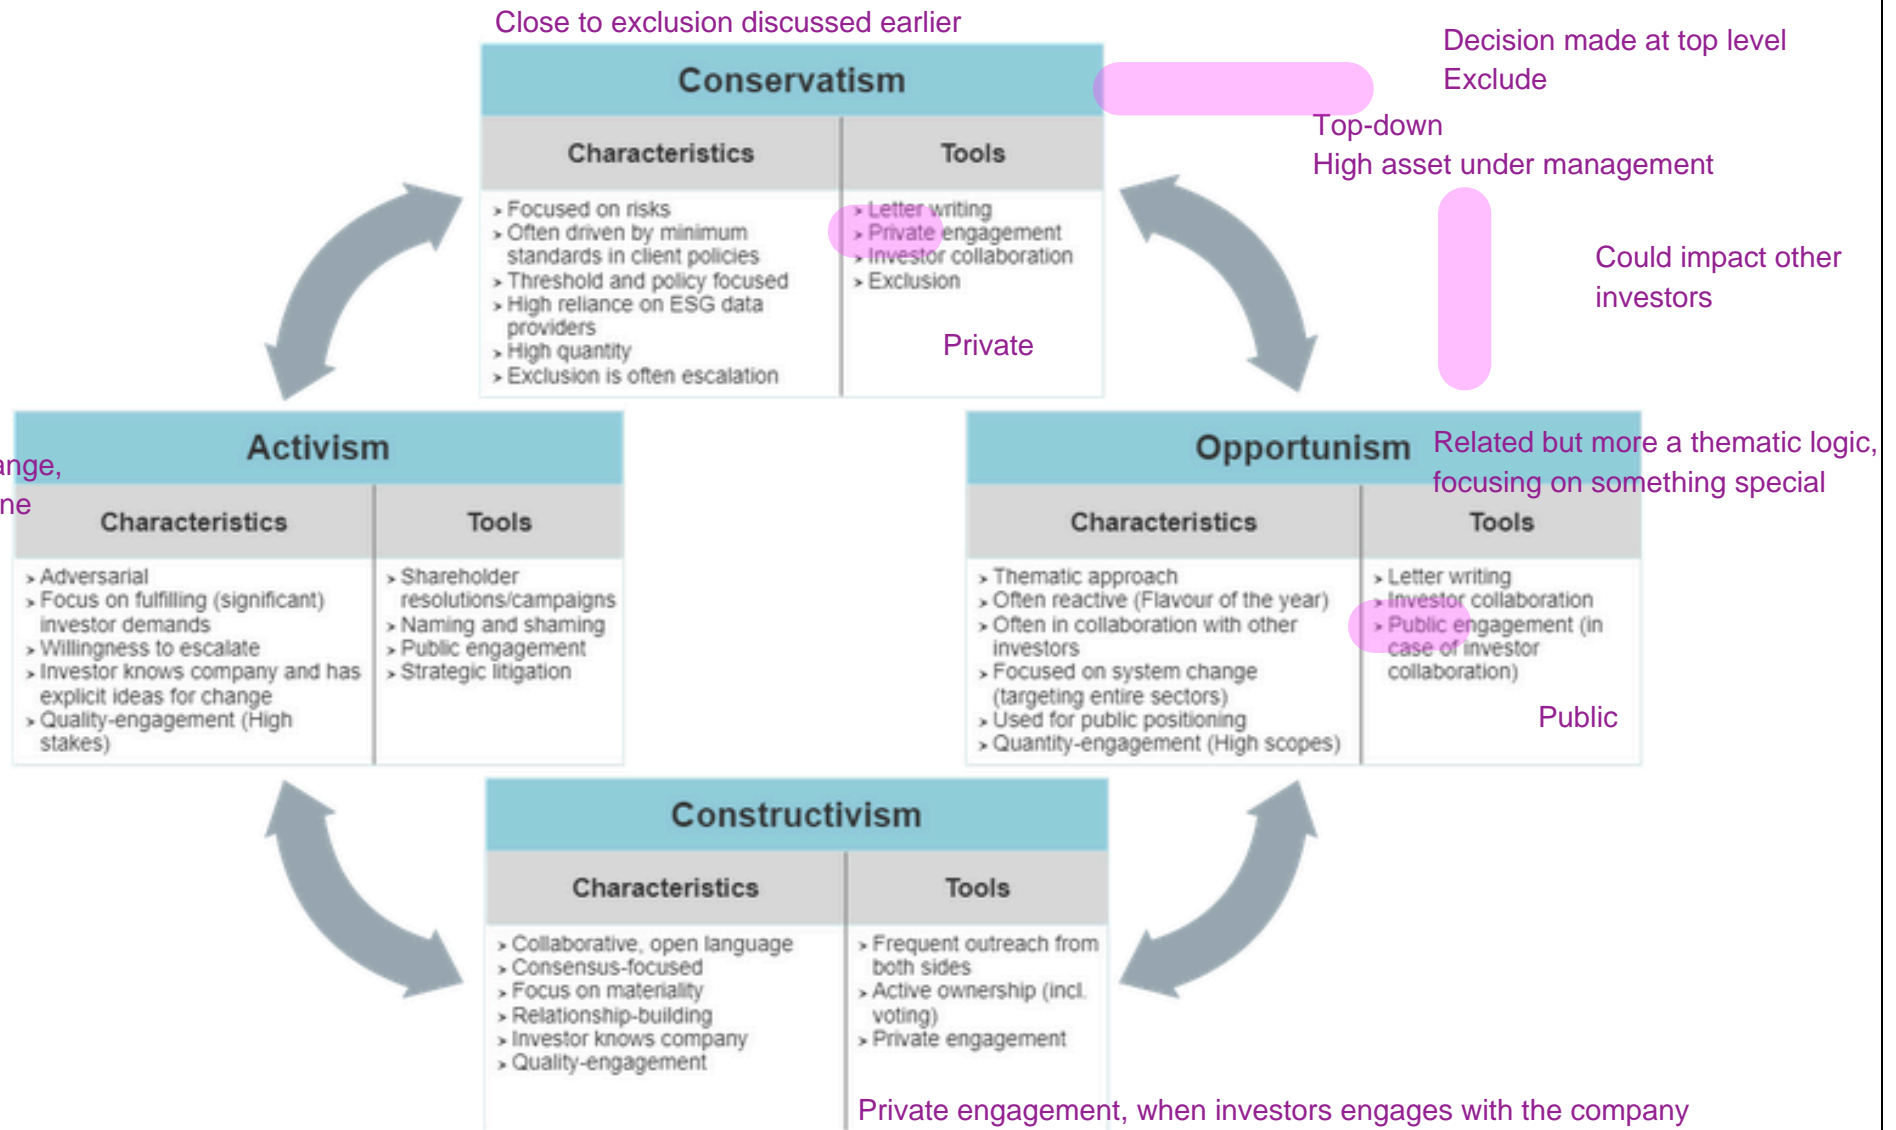 Close to exclusion discussed earlier
Decision made at top level
Exclude
Top-down
High asset under management
Could impact other
investors
Conservatism
Characteristics
Tools
> Focused on risks
> Often driven by minimum
standards in client policies
> Threshold and policy focused
> High reliance on ESG data
providers
> High quantity
> Exclusion is often escalation
> Letter writing
> Private engagement
> Investor collaboration
> Exclusion
Private
Activism
Characteristics
Tools
> Adversarial
> Focus on fulfilling (significant)
investor demands
> Willingness to escalate
> Investor knows company and has
explicit ideas for change
> Quality-engagement (High
stakes)
> Shareholder
resolutions/campaigns
> Naming and shaming
> Public engagement
> Strategic litigation
Opportunism
Related but more a thematic logic,
focusing on something special
Characteristics
Tools
> Thematic approach
> Often reactive (Flavour of the year)
> Often in collaboration with other
investors
> Focused on system change
(targeting entire sectors)
> Used for public positioning
> Quantity-engagement (High scopes)
> Letter writing
> Investor collaboration
> Public engagement (in
case of investor
collaboration)
Public
Constructivism
Characteristics
Tools
> Collaborative, open language
> Consensus-focused
> Focus on materiality
> Relationship-building
> Investor knows company
> Quality-engagement
> Frequent outreach from
both sides
> Active ownership (incl.
voting)
> Private engagement
Private engagement, when investors engages with the company